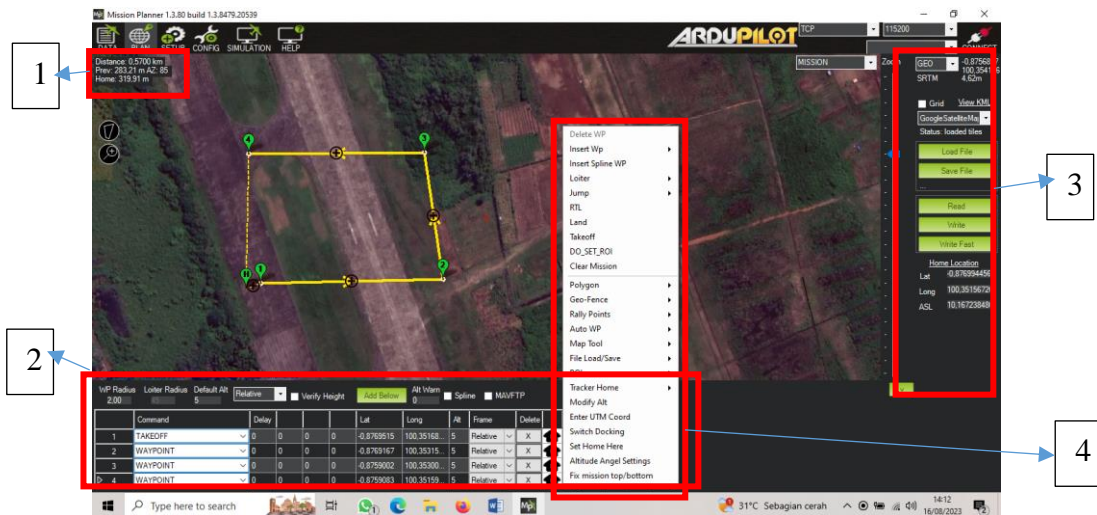 Mission Planner 1.3.80 build 1.3.8479.20539
DATA PLAN SETUP CONFIG SIMULATION HELP
ARDUPILOT
TCP 115200
CONNECT
1
Distance: 0.5700 km
Prev: 283.21 m AZ: 85
Home: 319.91 m
MISSION
Zoom
GEO
SRTM 4.62m
Grid View KML
Status: loaded tiles
Load File
Save File
...
Read
Write
Write Fast
Home Location
Lat -0,876994456
Long 100,35156720
ASL 10,16723848
3
4
3
H
1
2
Delete WP
Insert Wp
Insert Spline WP
Loiter
Jump
RTL
Land
Takeoff
DO_SET_ROI
Clear Mission
Polygon
Geo-Fence
Rally Points
Auto WP
Map Tool
File Load/Save
Tracker Home
Modify Alt
Enter UTM Coord
Switch Docking
Set Home Here
Altitude Angel Settings
Fix mission top/bottom
2
WP Radius Loiter Radius Default Alt Relative Verify Height Add Below Alt Warn Spline MAVFTP
2.00 5 0
Command Delay Lat Long Alt Frame Delete
1 TAKEOFF 0 0 0 0 -0,8769515 100,35168... 5 Relative X
2 WAYPOINT 0 0 0 0 -0,8769167 100,35315... 5 Relative X
3 WAYPOINT 0 0 0 0 -0,8759002 100,35300... 5 Relative X
4 WAYPOINT 0 0 0 0 -0,8759083 100,35159... 5 Relative X
4
Type here to search
31°C Sebagian cerah
14:12
16/08/2023